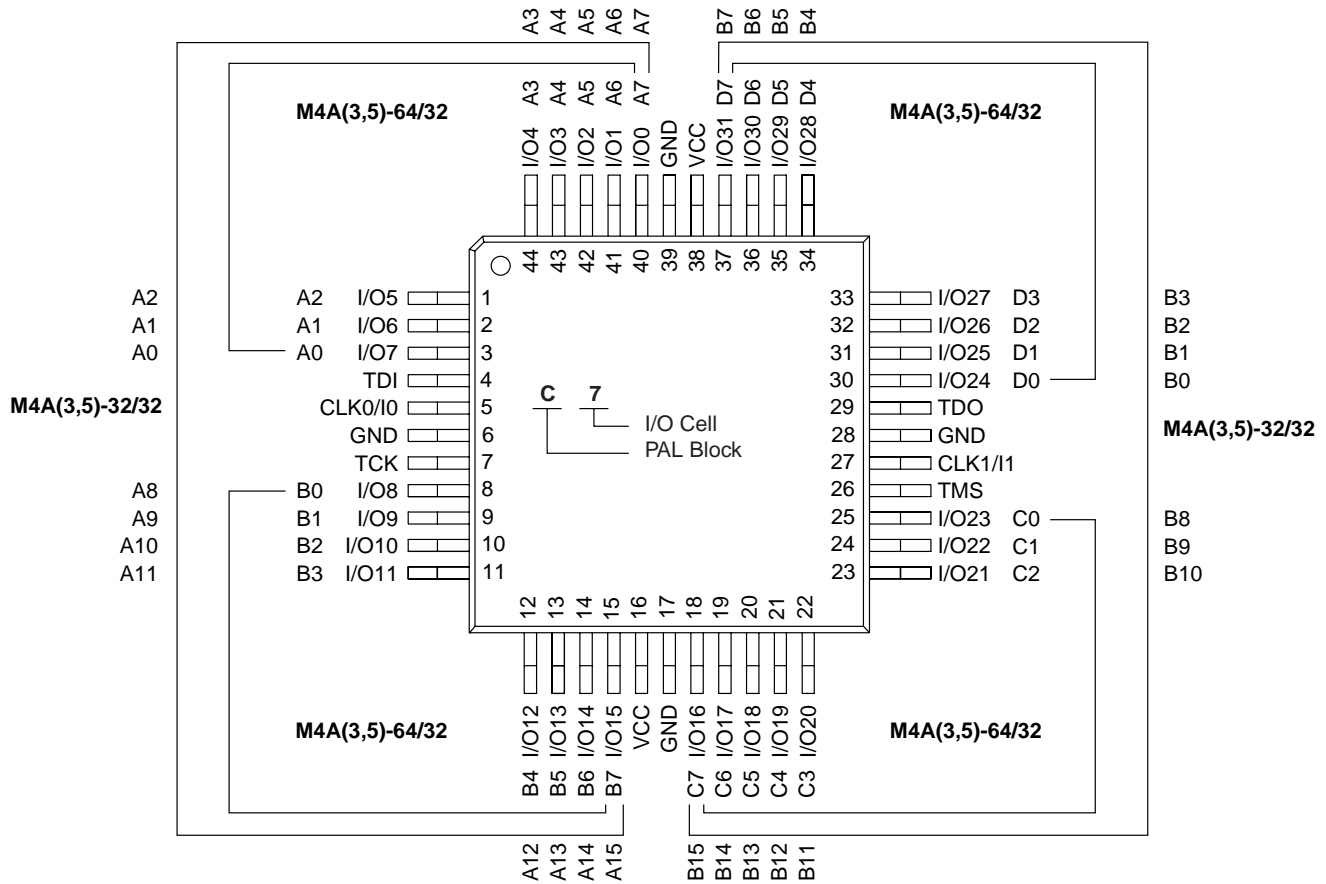 A3 A4 A5 A6 A7 B7 B6 B5 B4
A3 A4 A5 A6 A7 D7 D6 D5 D4
M4A(3,5)-64/32 M4A(3,5)-64/32
I/O4 I/O3 I/O2 I/O1 I/O0 GND VCC I/O31 I/O30 I/O29 I/O28
44 43 42 41 40 39 38 37 36 35 34
A2 A2 I/O5 1 33 I/O27 D3 B3
A1 A1 I/O6 2 32 I/O26 D2 B2
A0 A0 I/O7 3 31 I/O25 D1 B1
TDI 4 30 I/O24 D0 B0
M4A(3,5)-32/32 CLK0/I0 5 C 7 29 TDO
GND 6 I/O Cell 28 GND M4A(3,5)-32/32
TCK 7 PAL Block 27 CLK1/I1
A8 B0 I/O8 8 26 TMS
A9 B1 I/O9 9 25 I/O23 C0 B8
A10 B2 I/O10 10 24 I/O22 C1 B9
A11 B3 I/O11 11 23 I/O21 C2 B10
12 13 14 15 16 17 18 19 20 21 22
I/O12 I/O13 I/O14 I/O15 VCC GND I/O16 I/O17 I/O18 I/O19 I/O20
M4A(3,5)-64/32 M4A(3,5)-64/32
B4 B5 B6 B7 C7 C6 C5 C4 C3
A12 A13 A14 A15 B15 B14 B13 B12 B11